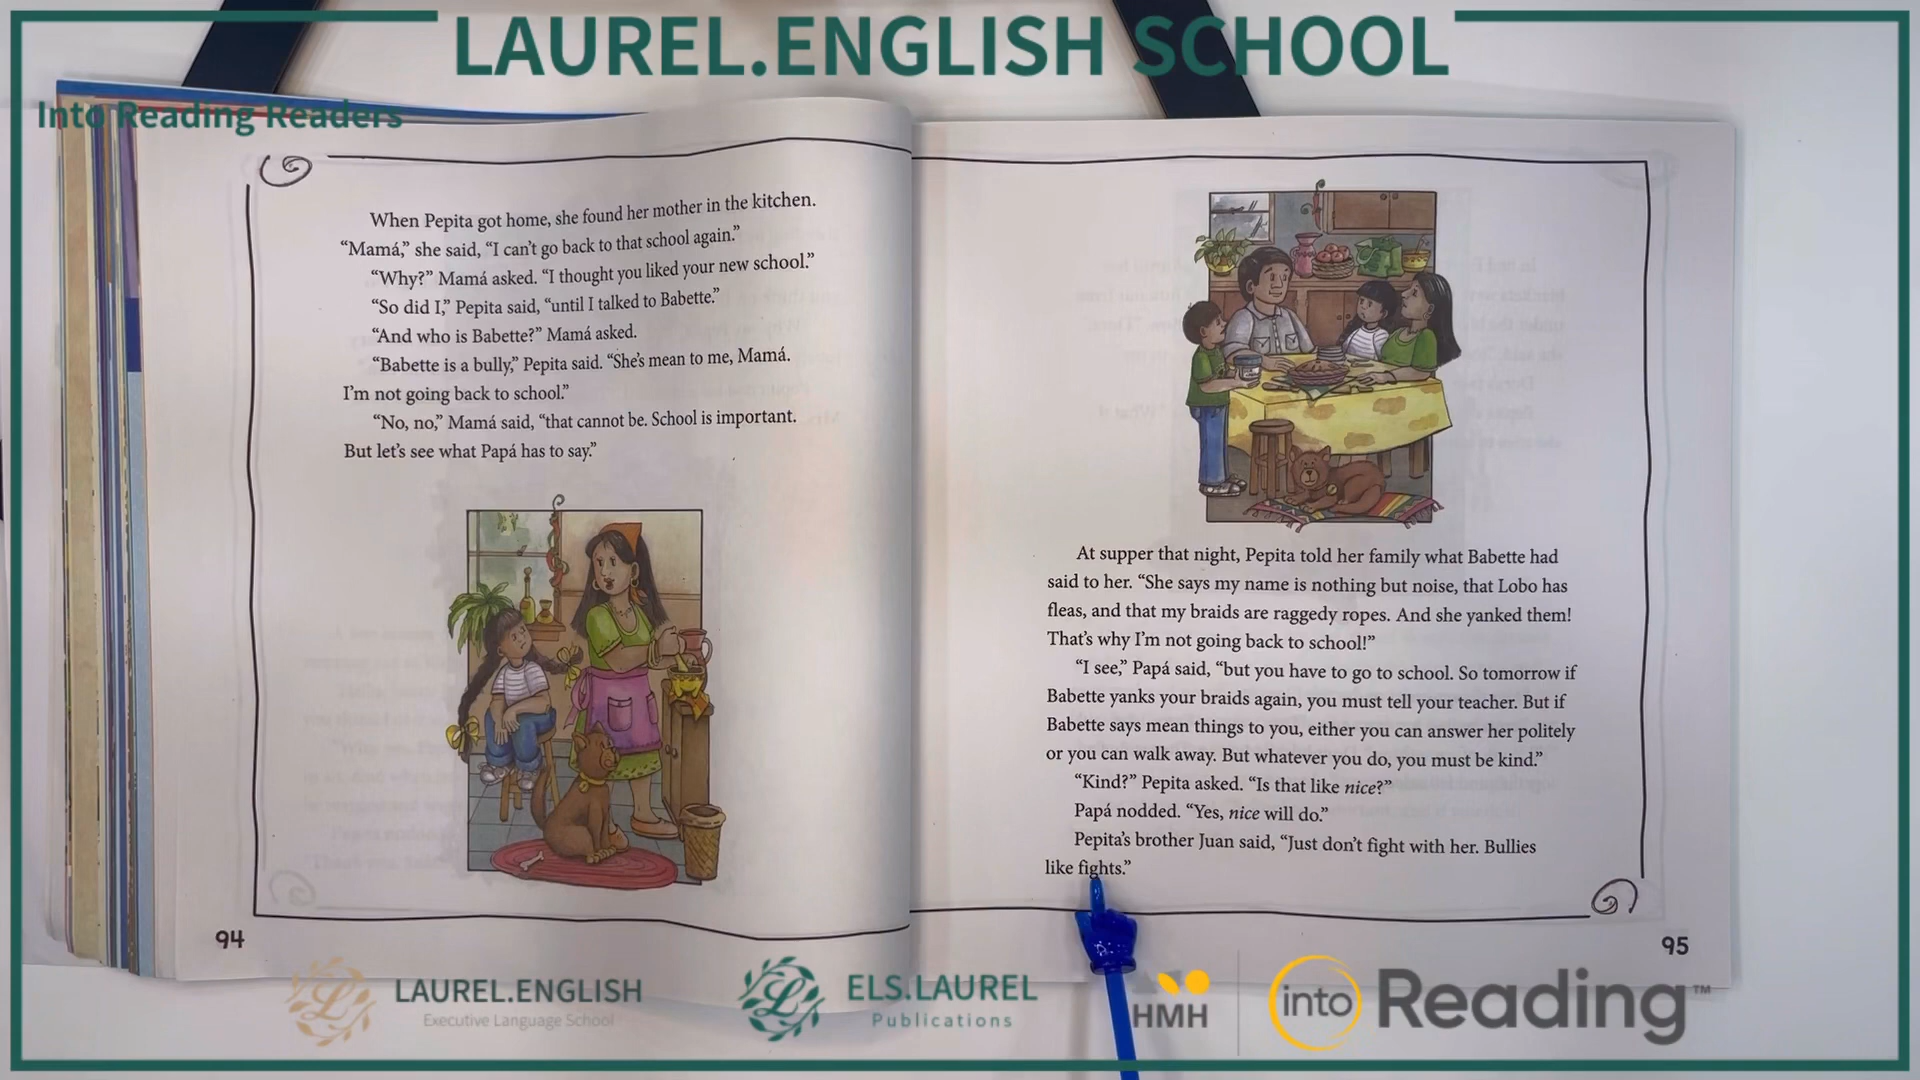 LAUREL.ENGLISH SCHOOL
Into Reading Readers
When Pepita got home, she found her mother in the kitchen.
“Mamá,” she said, “I can’t go back to that school again.”
“Why?” Mamá asked. “I thought you liked your new school.”
“So did I,” Pepita said, “until I talked to Babette.”
“And who is Babette?” Mamá asked.
“Babette is a bully,” Pepita said. “She’s mean to me, Mamá.
I’m not going back to school.”
“No, no,” Mamá said, “that cannot be. School is important.
But let’s see what Papá has to say.”
94
At supper that night, Pepita told her family what Babette had
said to her. “She says my name is nothing but noise, that Lobo has
fleas, and that my braids are raggedy ropes. And she yanked them!
That’s why I’m not going back to school!”
“I see,” Papá said, “but you have to go to school. So tomorrow if
Babette yanks your braids again, you must tell your teacher. But if
Babette says mean things to you, either you can answer her politely
or you can walk away. But whatever you do, you must be kind.”
“Kind?” Pepita asked. “Is that like nice?”
Papá nodded. “Yes, nice will do.”
Pepita’s brother Juan said, “Just don’t fight with her. Bullies
like fights.”
95
LAUREL.ENGLISH
Executive Language School
ELS.LAUREL
Publications
HMH
into Reading™